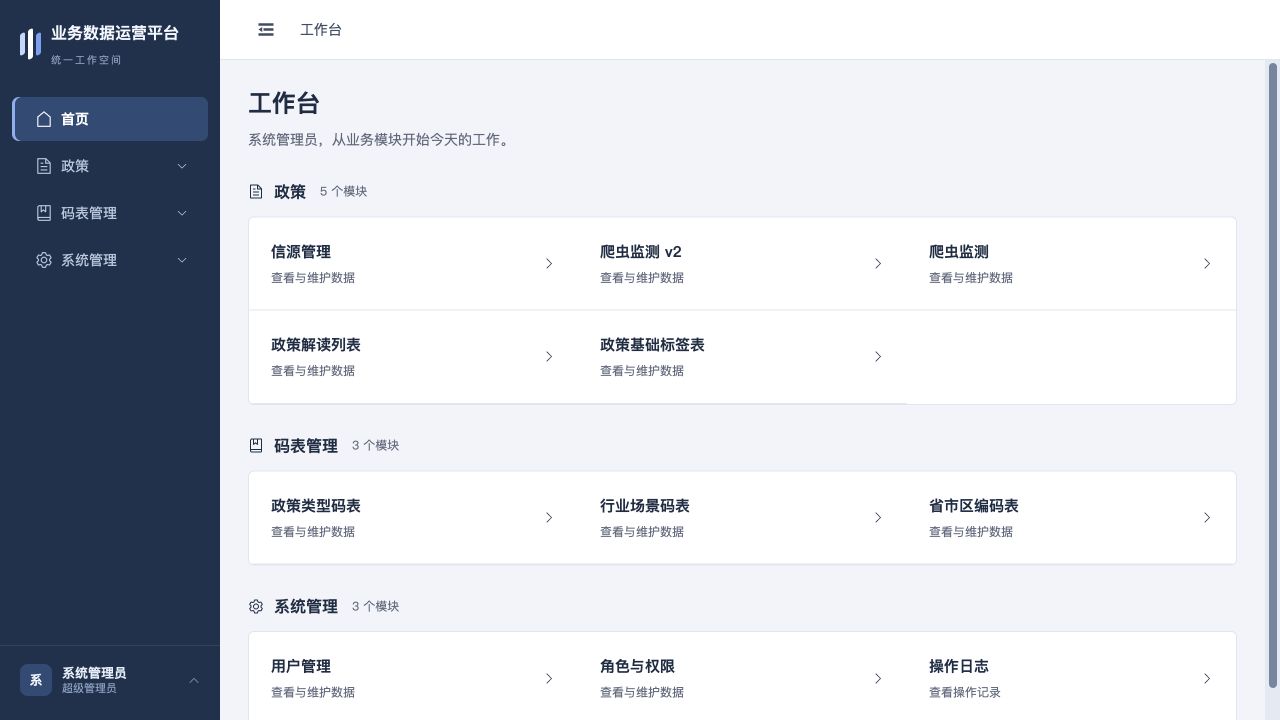 业务数据运营平台
统一工作空间
首页
政策
码表管理
系统管理
系
系统管理员
超级管理员
工作台
工作台
系统管理员，从业务模块开始今天的工作。
政策 5 个模块
信源管理
查看与维护数据
爬虫监测 v2
查看与维护数据
爬虫监测
查看与维护数据
政策解读列表
查看与维护数据
政策基础标签表
查看与维护数据
码表管理 3 个模块
政策类型码表
查看与维护数据
行业场景码表
查看与维护数据
省市区编码表
查看与维护数据
系统管理 3 个模块
用户管理
查看与维护数据
角色与权限
查看与维护数据
操作日志
查看操作记录